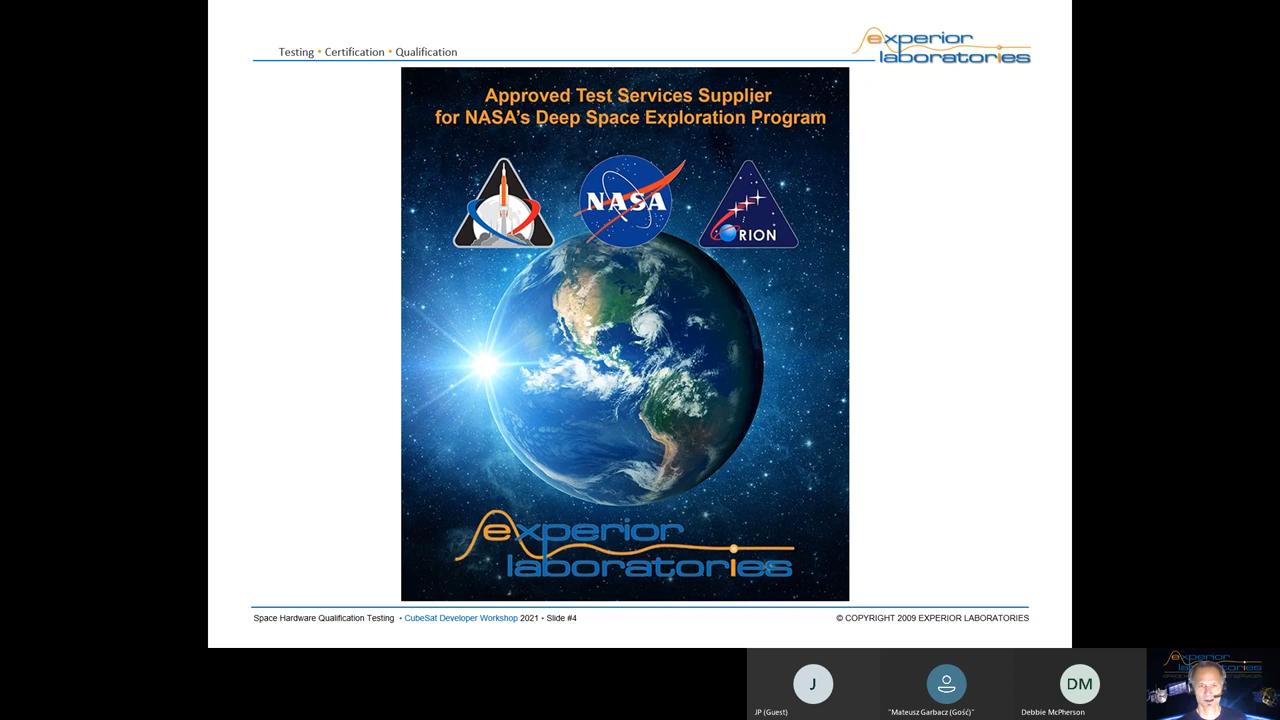 Testing • Certification • Qualification
experior
laboratories
Approved Test Services Supplier
for NASA's Deep Space Exploration Program
NASA
ORION
experior
laboratories
Space Hardware Qualification Testing • CubeSat Developer Workshop 2021 • Slide #4
© COPYRIGHT 2009 EXPERIOR LABORATORIES
J
JP (Guest)
"Mateusz Garbacz (Gość)"
DM
Debbie McPherson
experior
laboratories